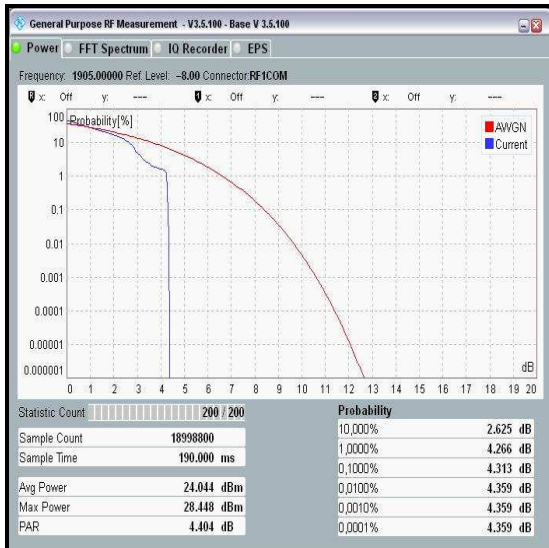 General Purpose RF Measurement - V3.5.100 - Base V 3.5.100
Power FFT Spectrum IQ Recorder EPS
Frequency: 1905.00000 Ref. Level: -8.00 Connector:RF1COM
x: Off y: --- 1 x: Off y: --- 2 x: Off y: ---
Probability[%]
AWGN
Current
100
10
1
0.1
0.01
0.001
0.0001
0.00001
0.000001
dB
0 1 2 3 4 5 6 7 8 9 10 11 12 13 14 15 16 17 18 19 20
Statistic Count 200 / 200
Sample Count 18998800
Sample Time 190.000 ms
Avg Power 24.044 dBm
Max Power 28.448 dBm
PAR 4.404 dB
Probability
10,000% 2.625 dB
1,0000% 4.266 dB
0,1000% 4.313 dB
0,0100% 4.359 dB
0,0010% 4.359 dB
0,0001% 4.359 dB